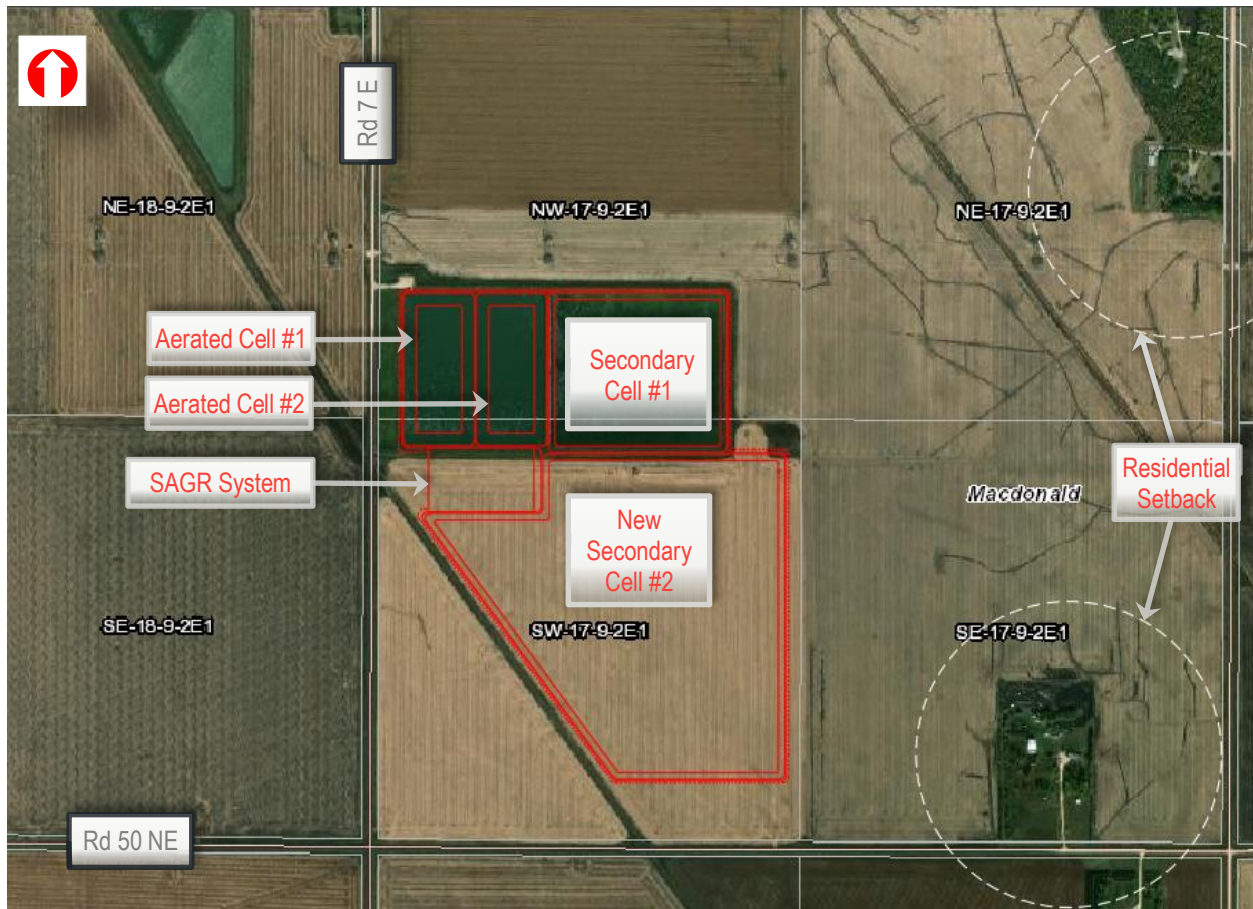 Rd 7 E
NE-18-9-2E1
NW-17-9-2E1
NE-17-9-2E1
Aerated Cell #1
Aerated Cell #2
Secondary
Cell #1
SAGR System
New
Secondary
Cell #2
Macdonald
Residential
Setback
SE-18-9-2E1
SW-17-9-2E1
SE-17-9-2E1
Rd 50 NE